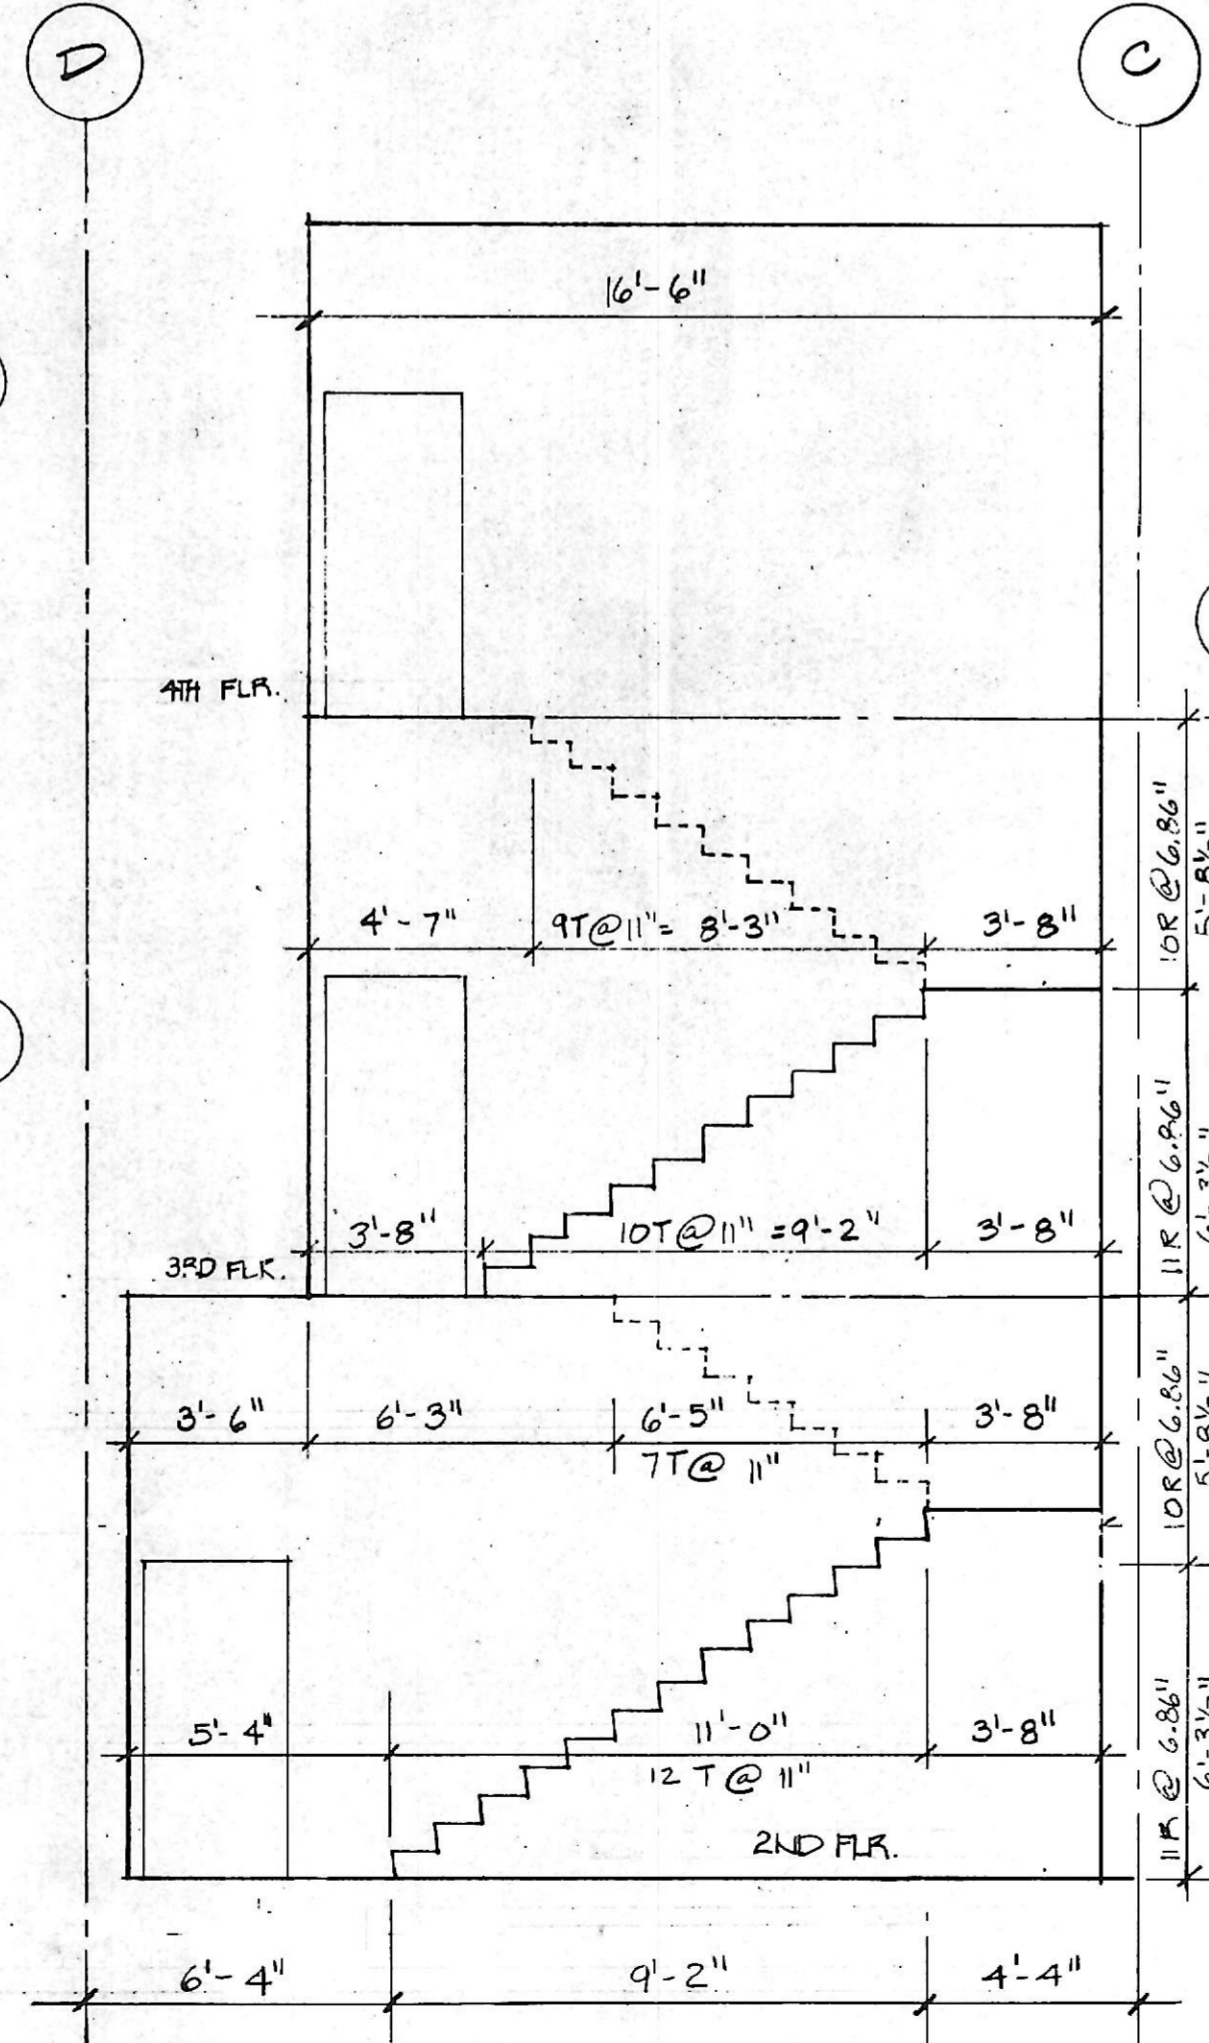 D
C
16'-6"
4TH FLR.
10R @ 6.86"
4'-7"
9T@11"= 8'-3"
3'-8"
3'-8"
10T@11" =9'-2"
3'-8"
11R @ 6.86"
3RD FLR.
3'-6"
6'-3"
6'-5"
7T@ 11"
3'-8"
10R@6.86"
5'-4"
11'-0"
12 T @ 11"
3'-8"
11R @ 6.86"
2ND FLR.
6'-4"
9'-2"
4'-4"